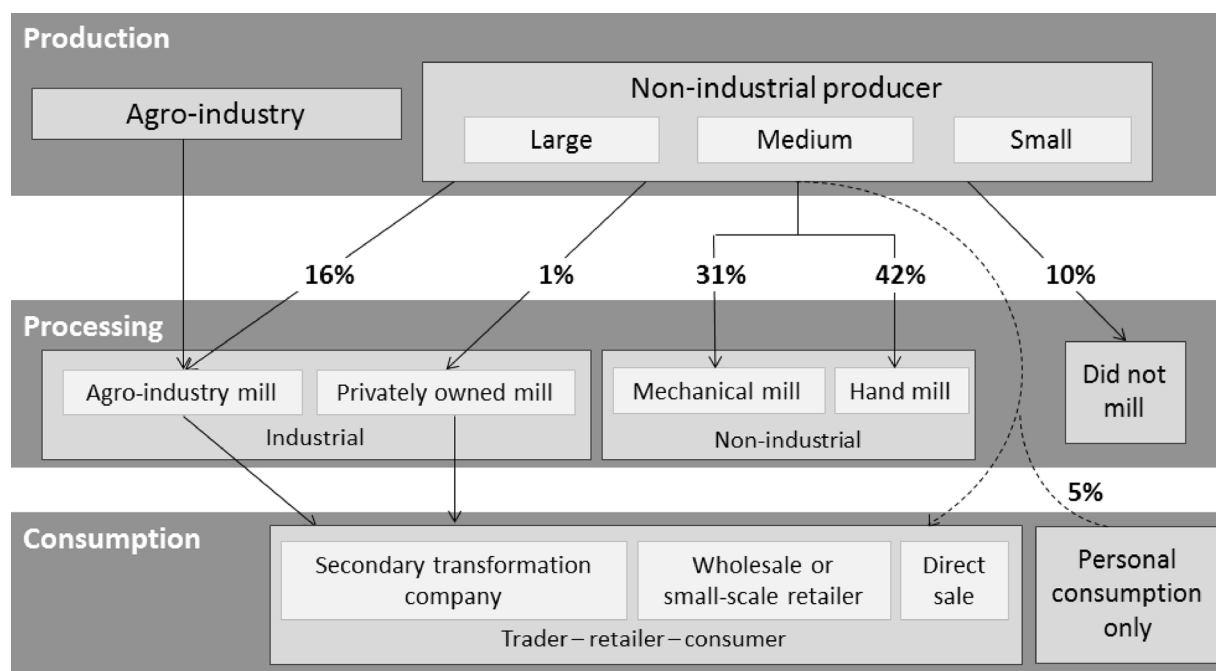 Production
Agro-industry
Non-industrial producer
Large
Medium
Small
16%
1%
31%
42%
10%
Processing
Agro-industry mill
Privately owned mill
Industrial
Mechanical mill
Hand mill
Non-industrial
Did not
mill
5%
Consumption
Secondary transformation
company
Wholesale or
small-scale retailer
Direct
sale
Trader – retailer – consumer
Personal
consumption
only